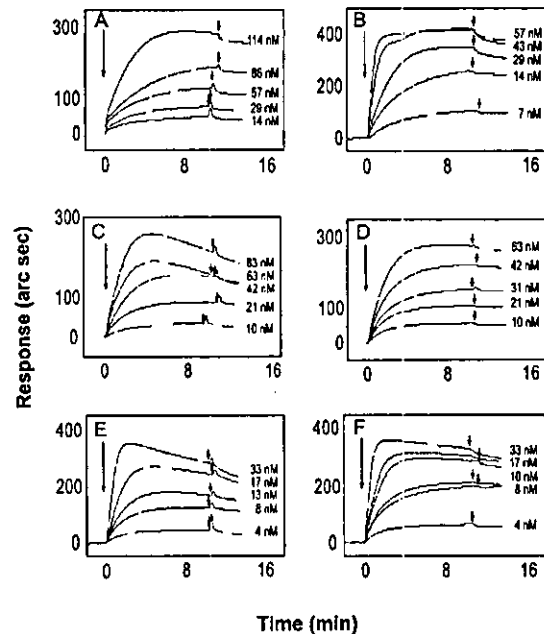 A
300
100
0
114 nM
86 nM
57 nM
29 nM
14 nM
0
8
16
B
400
200
0
57 nM
43 nM
29 nM
14 nM
7 nM
0
8
16
C
300
100
0
83 nM
63 nM
42 nM
21 nM
10 nM
0
8
16
D
300
100
0
63 nM
42 nM
31 nM
21 nM
10 nM
0
8
16
E
400
200
0
33 nM
17 nM
13 nM
8 nM
4 nM
0
8
16
F
400
200
0
33 nM
17 nM
10 nM
8 nM
4 nM
0
8
16
Response (arc sec)
Time (min)